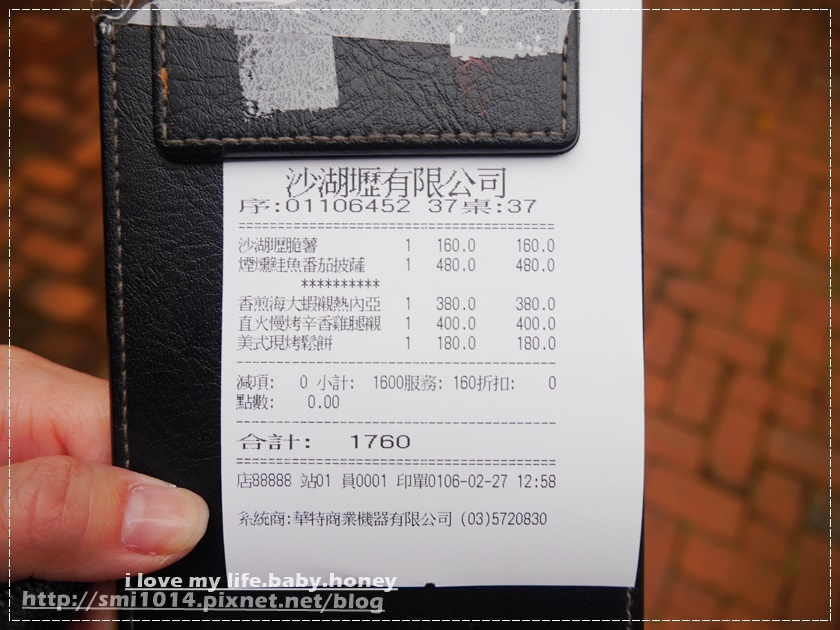 沙湖壢有限公司
序:01106452 37桌:37
================================
沙湖壢脆薯 1 160.0 160.0
煙燻鮭魚番茄披薩 1 480.0 480.0
**********
香煎海大蝦襯熱內亞 1 380.0 380.0
直火慢烤辛香雞腿襯 1 400.0 400.0
美式現烤鬆餅 1 180.0 180.0
--------------------------------
減項: 0 小計: 1600服務: 160折扣: 0
點數: 0.00
--------------------------------
合計: 1760
================================
店88888 站01 員0001 印單0106-02-27 12:58
系統商:華特商業機器有限公司 (03)5720830
i love my life.baby.honey
http://smi1014.pixnet.net/blog